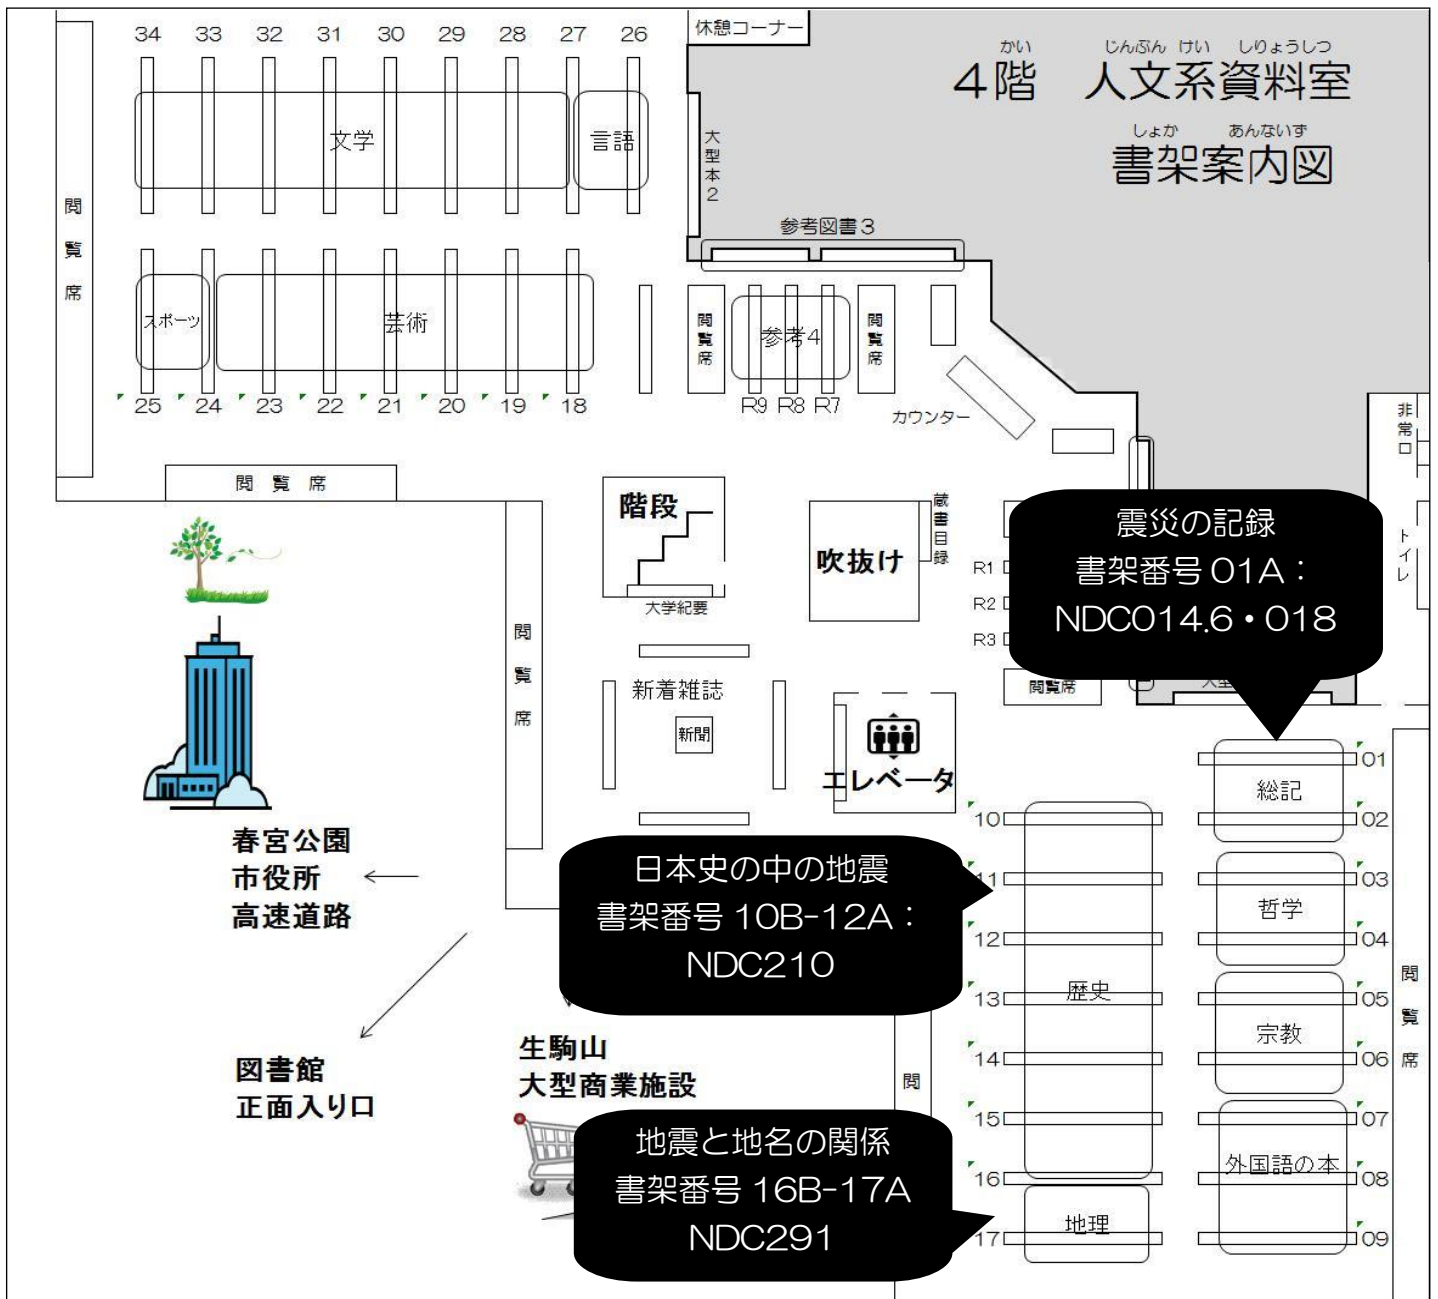 34 33 32 31 30 29 28 27 26
休憩コーナー
かい じんぶん けい しりょうしつ
4階 人文系資料室
しょか あんないず
書架案内図
文学
言語
大型本2
閲覧席
参考図書3
スポーツ
芸術
閲覧席
参考4
閲覧席
25 24 23 22 21 20 19 18
R9 R8 R7
カウンター
非常口
閲覧席
階段
大学紀要
吹抜け
蔵書目録
R1
R2
R3
閲覧席
トイレ
震災の記録
書架番号 01A：
NDC014.6・018
閲覧席
新着雑誌
新聞
エレベータ
01
総記
02
03
哲学
04
05
宗教
06
07
外国語の本
08
09
閲覧席
10
11
12
13
歴史
14
15
16
地理
17
春宮公園
市役所
高速道路
日本史の中の地震
書架番号 10B-12A：
NDC210
図書館
正面入り口
生駒山
大型商業施設
閲
地震と地名の関係
書架番号 16B-17A
NDC291